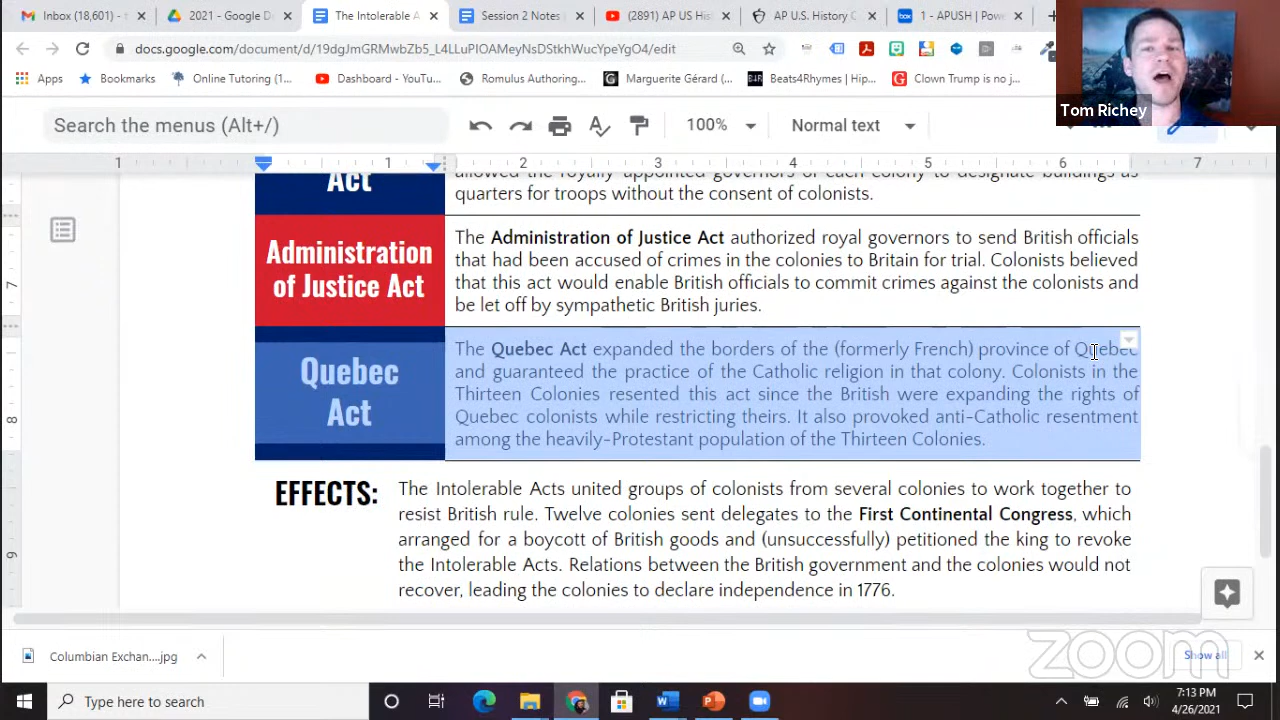 Inbox (18,601)
2021 - Google Drive
The Intolerable A
Session 2 Notes
(2891) AP US His
AP U.S. History C
1 - APUSH | Pow
docs.google.com/document/d/19dgJmGRMwbZb5_L4LLuPIOAMeyNsDStkhWucYpeYgO4/edit
Apps
Bookmarks
Online Tutoring (1...
Dashboard - YouTu...
Romulus Authoring...
Marguerite Gérard /...
Beats4Rhymes | Hip...
Clown Trump is no j...
Tom Richey
Search the menus (Alt+/)
100%
Normal text
1 1 2 3 4 5 6 7
Act
allowed the royally appointed governors of each colony to designate buildings as
quarters for troops without the consent of colonists.
Administration
of Justice Act
The Administration of Justice Act authorized royal governors to send British officials
that had been accused of crimes in the colonies to Britain for trial. Colonists believed
that this act would enable British officials to commit crimes against the colonists and
be let off by sympathetic British juries.
7
Quebec
Act
The Quebec Act expanded the borders of the (formerly French) province of Quebec
and guaranteed the practice of the Catholic religion in that colony. Colonists in the
Thirteen Colonies resented this act since the British were expanding the rights of
Quebec colonists while restricting theirs. It also provoked anti-Catholic resentment
among the heavily-Protestant population of the Thirteen Colonies.
8
EFFECTS:
The Intolerable Acts united groups of colonists from several colonies to work together to
resist British rule. Twelve colonies sent delegates to the First Continental Congress, which
arranged for a boycott of British goods and (unsuccessfully) petitioned the king to revoke
the Intolerable Acts. Relations between the British government and the colonies would not
recover, leading the colonies to declare independence in 1776.
9
Columbian Exchan....jpg
zoom
Show all
Type here to search
7:13 PM
4/26/2021